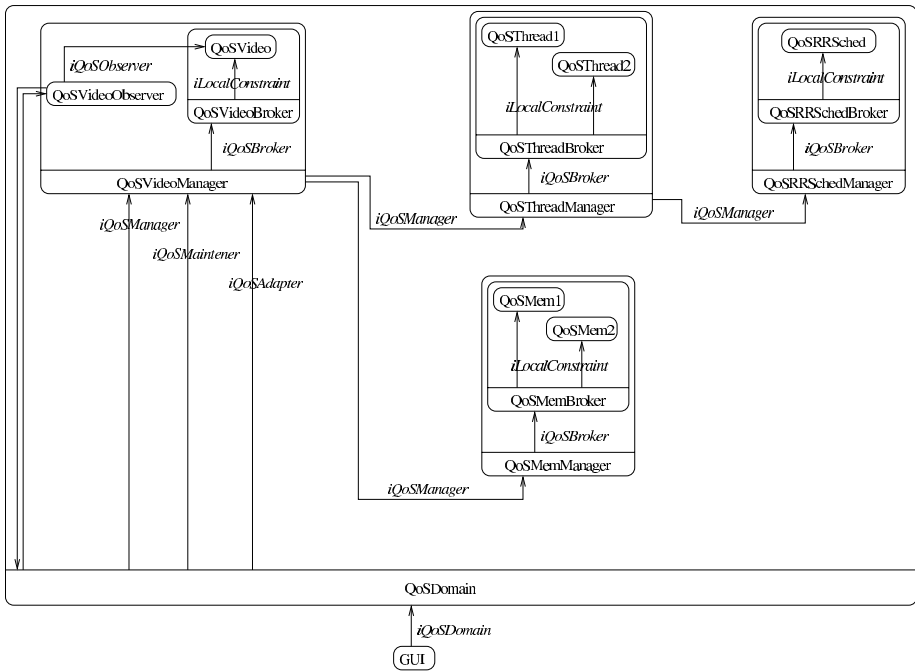 QoSVideo
iQoSObserver
QoSVideoObserver
iLocalConstraint
QoSVideoBroker
iQoSBroker
QoSVideoManager
QoSThread1
QoSThread2
iLocalConstraint
QoSThreadBroker
iQoSBroker
QoSThreadManager
QoSRRSched
iLocalConstraint
QoSRRSchedBroker
iQoSBroker
QoSRRSchedManager
iQoSManager
iQoSManager
iQoSManager
iQoSMaintener
iQoSAdapter
QoSMem1
QoSMem2
iLocalConstraint
QoSMemBroker
iQoSBroker
QoSMemManager
iQoSManager
QoSDomain
iQoSDomain
GUI